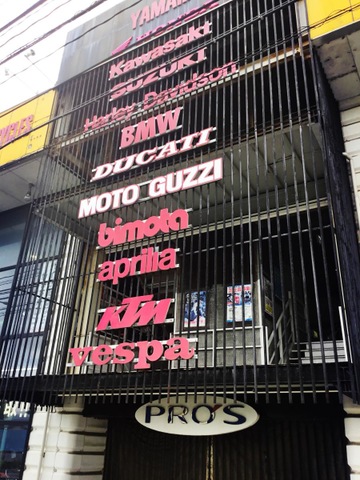 YAMAHA
Kawasaki
SUZUKI
Harley-Davidson
BMW
DUCATI
MOTO GUZZI
bimota
aprilia
KTM
vespa
PRO'S